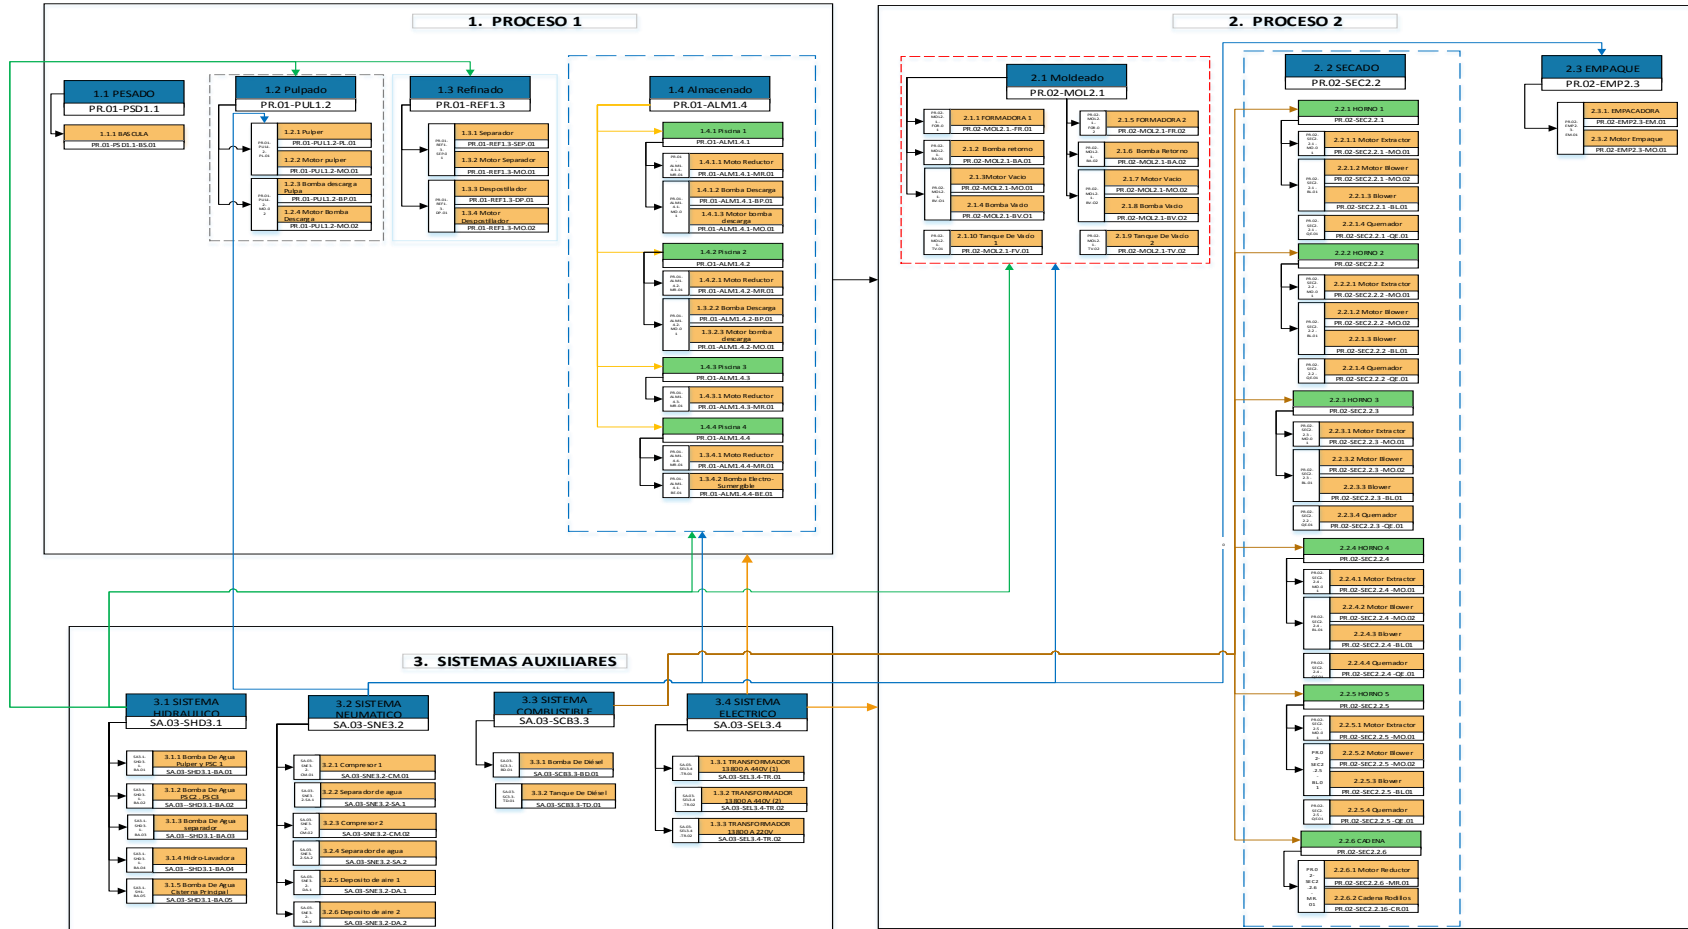 1. PROCESO 1
1.1 PESADO
PR.01-PSD1.1
1.1.1 BASCULA
PR.01-PSD1.1-BS.01
1.2 Pulpado
PR.01-PUL1.2
1.2.1 Pulper
PR.01-PUL1.2-PL.01
1.2.2 Motor pulper
PR.01-PUL1.2-MO.01
1.2.3 Bomba descarga
Pulpa
PR.01-PUL1.2-BP.01
1.2.4 Motor Bomba
Descarga
PR.01-PUL1.2-MO.02
1.3 Refinado
PR.01-REF1.3
1.3.1 Separador
PR.01-REF1.3-SEP.01
1.3.2 Motor Separador
PR.01-REF1.3-MO.01
1.3.3 Despostillador
PR.01-REF1.3-DP.01
1.3.4 Motor
Despostillador
PR.01-REF1.3-MO.02
1.4 Almacenado
PR.01-ALM1.4
1.4.1 Piscina 1
PR.O1-ALM1.4.1
1.4.1.1 Moto Reductor
PR.01-ALM1.4.1-MR.01
1.4.1.2 Bomba Descarga
PR.01-ALM1.4.1-BP.01
1.4.1.3 Motor bomba
descarga
PR.01-ALM1.4.1-MO.01
1.4.2 Piscina 2
PR.O1-ALM1.4.2
1.4.2.1 Moto Reductor
PR.01-ALM1.4.2-MR.01
1.3.2.2 Bomba Descarga
PR.01-ALM1.4.2-BP.01
1.3.2.3 Motor bomba
descarga
PR.01-ALM1.4.2-MO.01
1.4.3 Piscina 3
PR.O1-ALM1.4.3
1.4.3.1 Moto Reductor
PR.01-ALM1.4.3-MR.01
1.4.4 Piscina 4
PR.O1-ALM1.4.4
1.3.4.1 Moto Reductor
PR.01-ALM1.4.4-MR.01
1.3.4.2 Bomba Electro-
Sumergible
PR.01-ALM1.4.4-BE.01
2. PROCESO 2
2.1 Moldeado
PR.02-MOL2.1
2.1.1 FORMADORA 1
PR.02-MOL2.1-FR.01
2.1.2 Bomba retorno
PR.02-MOL2.1-BA.01
2.1.3Motor Vacio
PR.02-MOL2.1-MO.01
2.1.4 Bomba Vacio
PR.02-MOL2.1-BV.O1
2.1.10 Tanque De Vacio
1
PR.02-MOL2.1-FV.01
2.1.5 FORMADORA 2
PR.02-MOL2.1-FR.02
2.1.6 Bomba Retorno
PR.02-MOL2.1-BA.02
2.1.7 Motor Vacio
PR.02-MOL2.1-MO.02
2.1.8 Bomba Vacio
PR.02-MOL2.1-BV.O2
2.1.9 Tanque De Vacio
2
PR.02-MOL2.1-TV.02
2. 2 SECADO
PR.02-SEC2.2
2.2.1 HORNO 1
PR.02-SEC2.2.1
2.2.1.1 Motor Extractor
PR.02-SEC2.2.1 -MO.01
2.2.1.2 Motor Blower
PR.02-SEC2.2.1 -MO.02
2.2.1.3 Blower
PR.02-SEC2.2.1 -BL.01
2.2.1.4 Quemador
PR.02-SEC2.2.1 -QE.01
2.2.2 HORNO 2
PR.02-SEC2.2.2
2.2.2.1 Motor Extractor
PR.02-SEC2.2.2 -MO.01
2.2.1.2 Motor Blower
PR.02-SEC2.2.2 -MO.02
2.2.1.3 Blower
PR.02-SEC2.2.2 -BL.01
2.2.1.4 Quemador
PR.02-SEC2.2.2 -QE.01
2.2.3 HORNO 3
PR.02-SEC2.2.3
2.2.3.1 Motor Extractor
PR.02-SEC2.2.3 -MO.01
2.2.3.2 Motor Blower
PR.02-SEC2.2.3 -MO.02
2.2.3.3 Blower
PR.02-SEC2.2.3 -BL.01
2.2.3.4 Quemador
PR.02-SEC2.2.3 -QE.01
2.2.4 HORNO 4
PR.02-SEC2.2.4
2.2.4.1 Motor Extractor
PR.02-SEC2.2.4 -MO.01
2.2.4.2 Motor Blower
PR.02-SEC2.2.4 -MO.02
2.2.4.3 Blower
PR.02-SEC2.2.4 -BL.01
2.2.4.4 Quemador
PR.02-SEC2.2.4 -QE.01
2.2.5 HORNO 5
PR.02-SEC2.2.5
2.2.5.1 Motor Extractor
PR.02-SEC2.2.5 -MO.01
2.2.5.2 Motor Blower
PR.02-SEC2.2.5 -MO.02
2.2.5.3 Blower
PR.02-SEC2.2.5 -BL.01
2.2.5.4 Quemador
PR.02-SEC2.2.5 -QE.01
2.2.6 CADENA
PR.02-SEC2.2.6
2.2.6.1 Motor Reductor
PR.02-SEC2.2.6 -MR.01
2.2.6.2 Cadena Rodillos
PR.02-SEC2.2.16-CR.01
2.3 EMPAQUE
PR.02-EMP2.3
2.3.1. EMPACADORA
PR.02-EMP2.3-EM.01
2.3.2 Motor Empaque
PR.02-EMP2.3-MO.01
3. SISTEMAS AUXILIARES
3.1 SISTEMA
HIDRAULICO
SA.03-SHD3.1
3.1.1 Bomba De Agua
Pulper y PSC 1
SA.03-SHD3.1-BA.01
3.1.2 Bomba De Agua
PSC2 , PSC3
SA.03--SHD3.1-BA.02
3.1.3 Bomba De Agua
separador
SA.03--SHD3.1-BA.03
3.1.4 Hidro-Lavadora
SA.03--SHD3.1-BA.04
3.1.5 Bomba De Agua
Cisterna Principal
SA.03-SHD3.1-BA.05
3.2 SISTEMA
NEUMATICO
SA.03-SNE3.2
3.2.1 Compresor 1
SA.03-SNE3.2-CM.01
3.2.2 Separador de agua
SA.03-SNE3.2-SA.1
3.2.3 Compresor 2
SA.03-SNE3.2-CM.02
3.2.4 Separador de agua
SA.03-SNE3.2-SA.2
3.2.5 Deposito de aire 1
SA.03-SNE3.2-DA.1
3.2.6 Deposito de aire 2
SA.03-SNE3.2-DA.2
3.3 SISTEMA
COMBUSTIBLE
SA.03-SCB3.3
3.3.1 Bomba De Diésel
SA.03-SCB3.3-BD.01
3.3.2 Tanque De Diésel
SA.03-SCB3.3-TD.01
3.4 SISTEMA
ELECTRICO
SA.03-SEL3.4
1.3.1 TRANSFORMADOR
13800 A 440V (1)
SA.03-SEL3.4-TR.01
1.3.2 TRANSFORMADOR
13800 A 440V (2)
SA.03-SEL3.4-TR.02
1.3.3 TRANSFORMADOR
13800 A 220V
SA.03-SEL3.4-TR.02